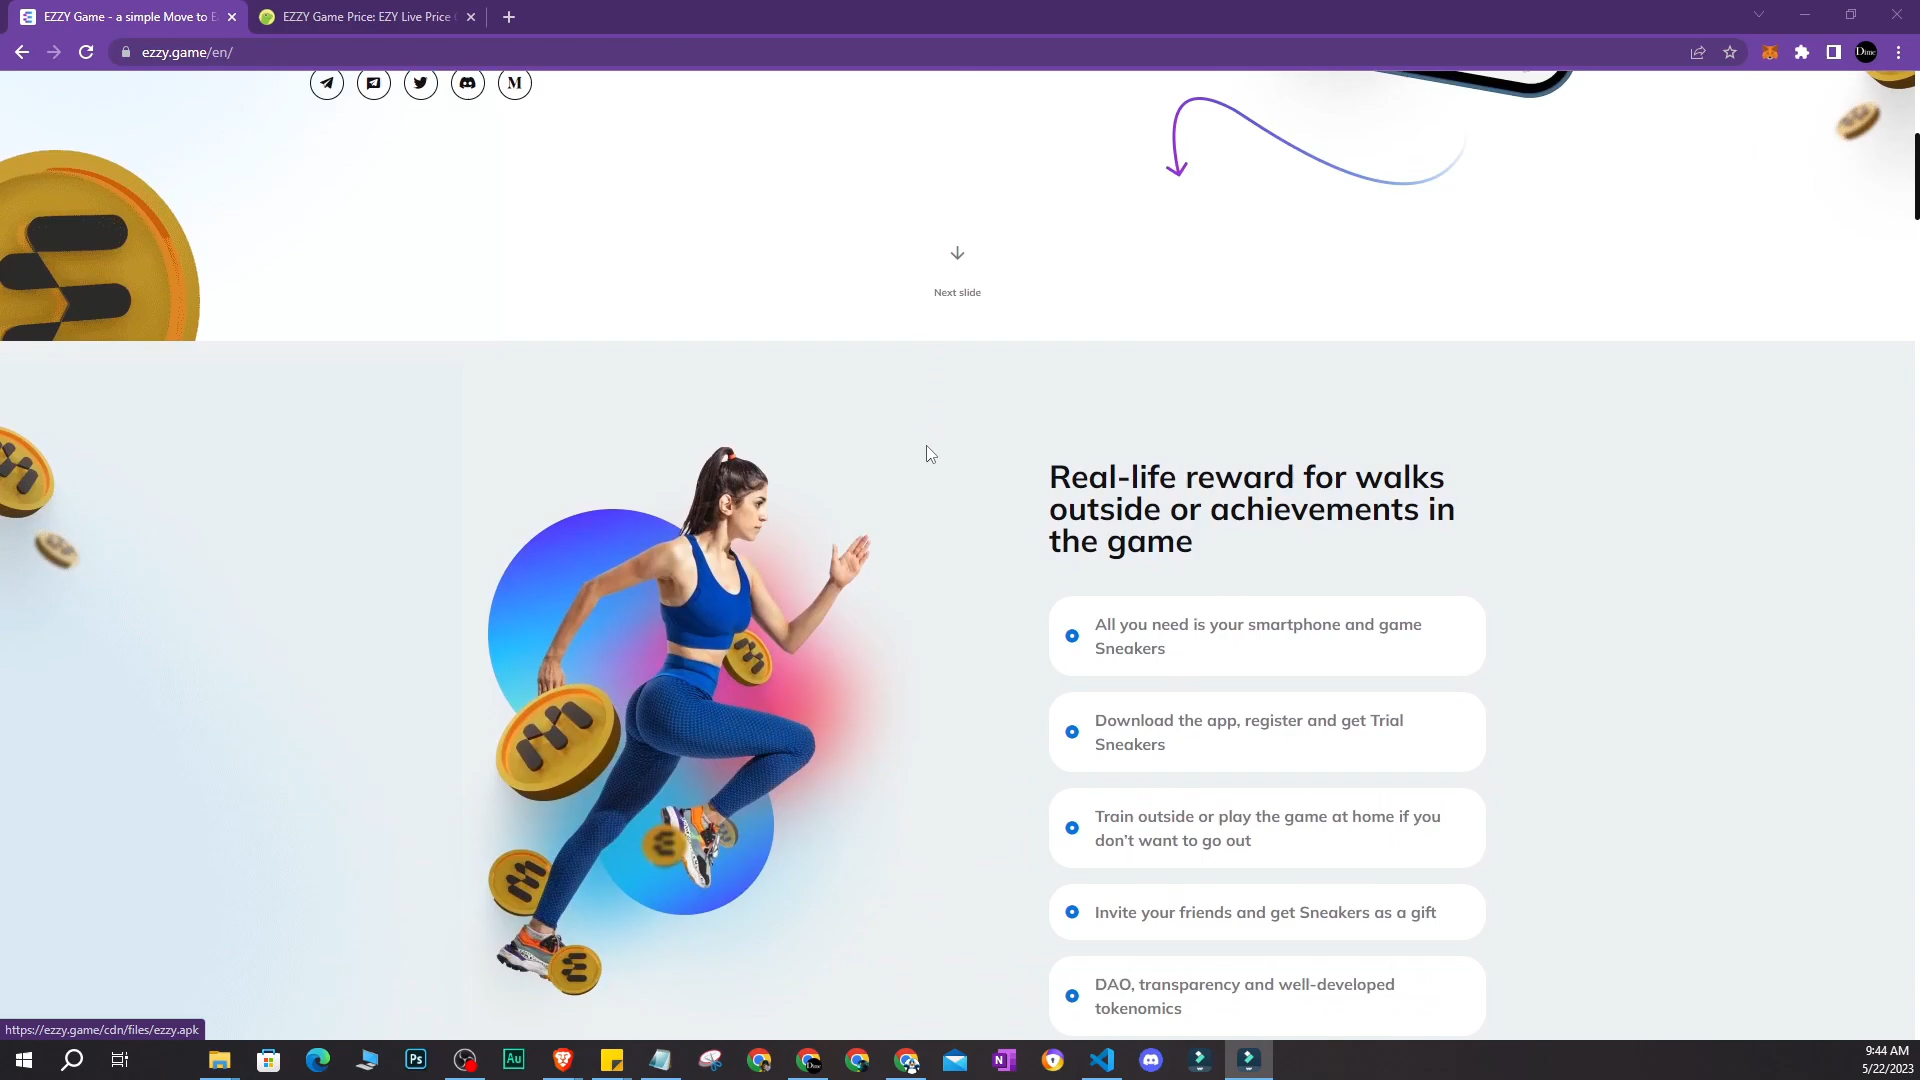 EZZY Game - a simple Move to E
EZZY Game Price: EZY Live Price C
ezzy.game/en/
Dime
M
Next slide
Real-life reward for walks
outside or achievements in
the game
All you need is your smartphone and game
Sneakers
Download the app, register and get Trial
Sneakers
Train outside or play the game at home if you
don't want to go out
Invite your friends and get Sneakers as a gift
DAO, transparency and well-developed
tokenomics
https://ezzy.game/cdn/files/ezzy.apk
Ps
Au
N
9:44 AM
5/22/2023